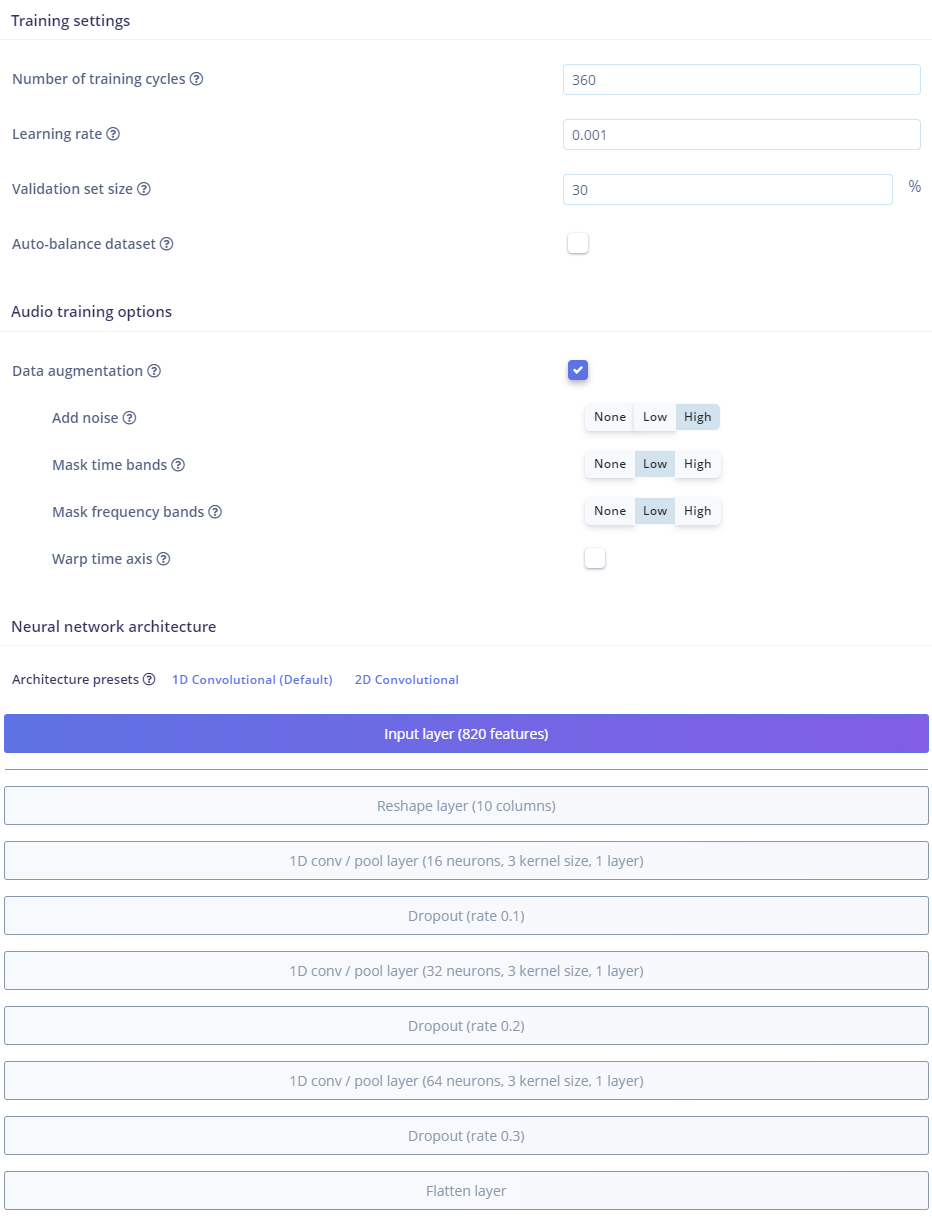 Training settings
Number of training cycles
360
Learning rate
0.001
Validation set size
30 %
Auto-balance dataset
Audio training options
Data augmentation
Add noise None Low High
Mask time bands None Low High
Mask frequency bands None Low High
Warp time axis
Neural network architecture
Architecture presets 1D Convolutional (Default) 2D Convolutional
Input layer (820 features)
Reshape layer (10 columns)
1D conv / pool layer (16 neurons, 3 kernel size, 1 layer)
Dropout (rate 0.1)
1D conv / pool layer (32 neurons, 3 kernel size, 1 layer)
Dropout (rate 0.2)
1D conv / pool layer (64 neurons, 3 kernel size, 1 layer)
Dropout (rate 0.3)
Flatten layer